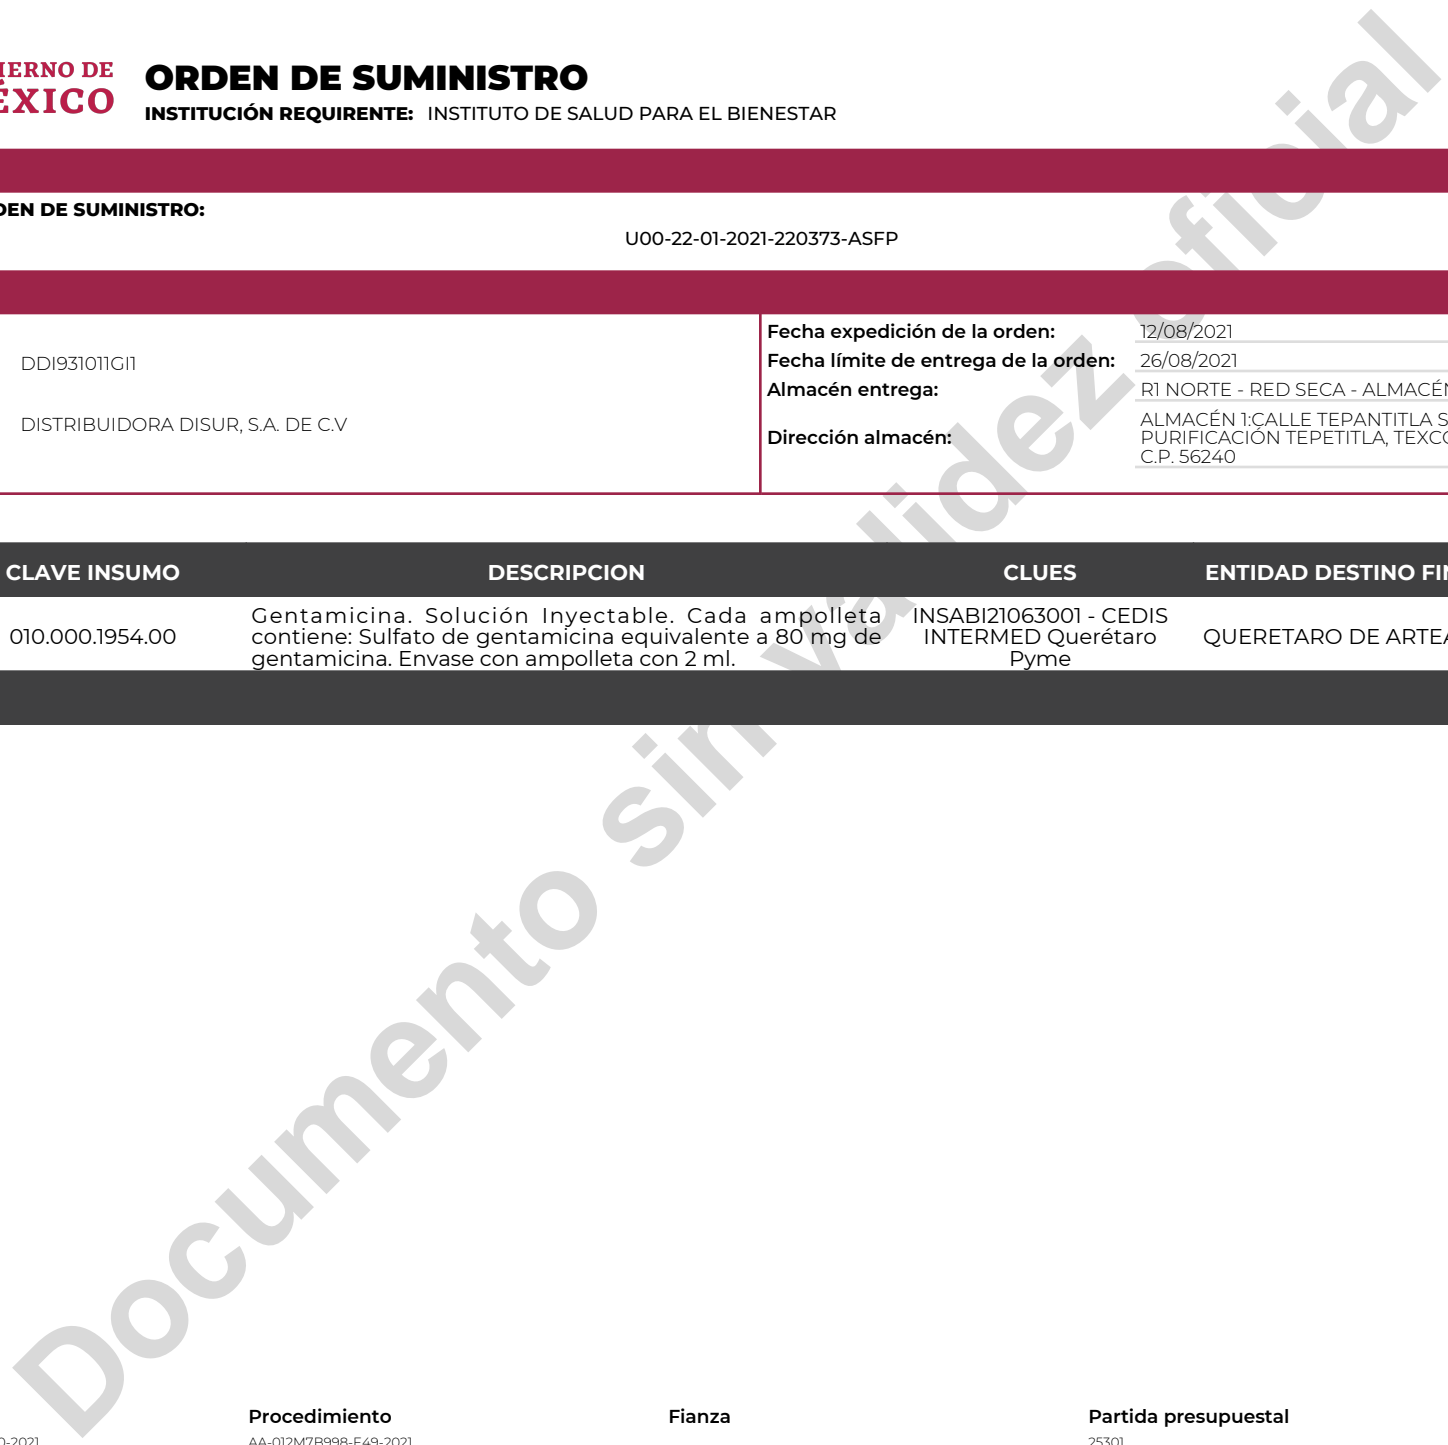 IERNO DE
ÉXICO
ORDEN DE SUMINISTRO
INSTITUCIÓN REQUIRENTE: INSTITUTO DE SALUD PARA EL BIENESTAR
DEN DE SUMINISTRO:
U00-22-01-2021-220373-ASFP
DDI931011GI1
DISTRIBUIDORA DISUR, S.A. DE C.V
Fecha expedición de la orden: 12/08/2021
Fecha límite de entrega de la orden: 26/08/2021
Almacén entrega: R1 NORTE - RED SECA - ALMACÉN
Dirección almacén: ALMACÉN 1:CALLE TEPANTITLA S
PURIFICACIÓN TEPETITLA, TEXCO
C.P. 56240
CLAVE INSUMO DESCRIPCION CLUES ENTIDAD DESTINO FIN
010.000.1954.00
Gentamicina. Solución Inyectable. Cada ampolleta
contiene: Sulfato de gentamicina equivalente a 80 mg de
gentamicina. Envase con ampolleta con 2 ml.
INSABI21063001 - CEDIS
INTERMED Querétaro
Pyme
QUERETARO DE ARTEA
Documento sin validez oficial
Procedimiento Fianza Partida presupuestal
0-2021 AA-012M7B998-E49-2021 25301